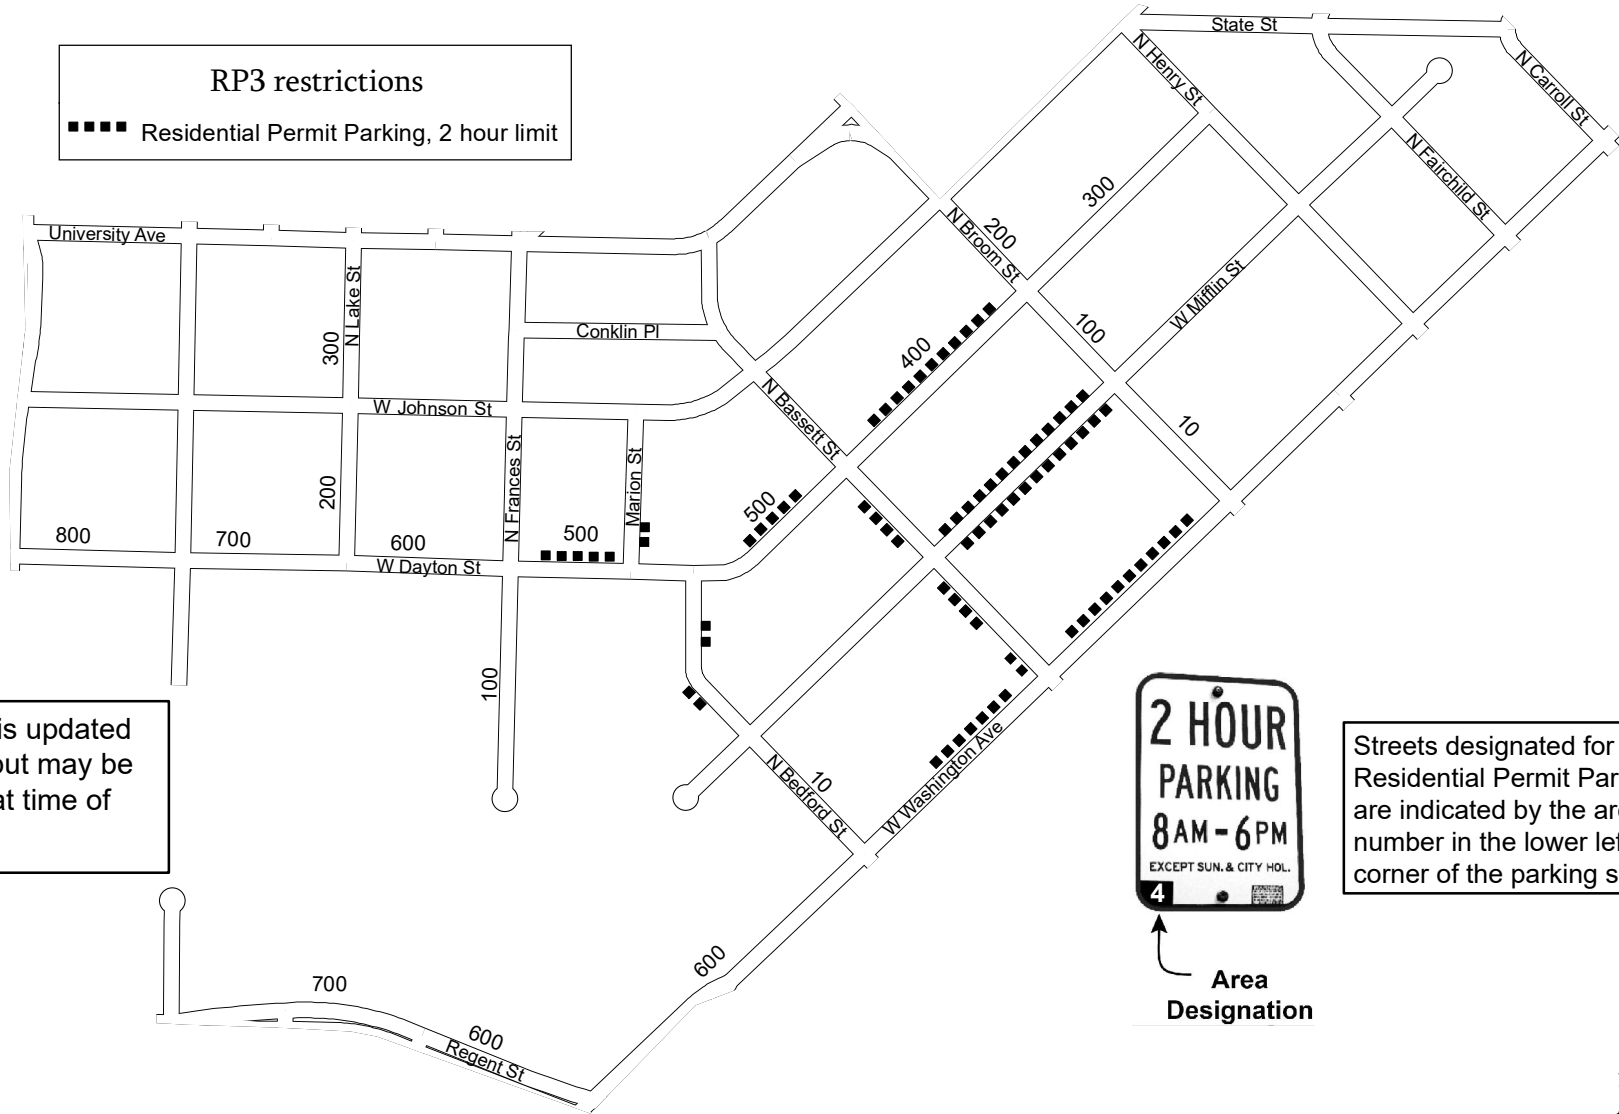 State St
N Henry St
N Carroll St
RP3 restrictions
Residential Permit Parking, 2 hour limit
N Fairchild St
300
200
N Broom St
University Ave
N Lake St
300
Conklin Pl
W Mifflin St
100
400
W Johnson St
N Bassett St
10
N Frances St
Marion St
200
500
500
800
700
600
W Dayton St
100
is updated
out may be
at time of
2 HOUR
PARKING
8AM-6PM
EXCEPT SUN. & CITY HOL.
4
Streets designated for
Residential Permit Par
are indicated by the are
number in the lower lef
corner of the parking s
10
N Bedford St
W Washington Ave
Area
Designation
600
700
600
Regent St